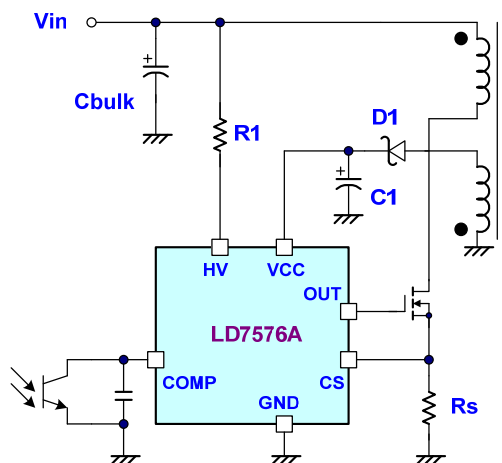 Vin
+
Cbulk
R1
D1
+
C1
HV
VCC
OUT
LD7576A
COMP
CS
GND
Rs